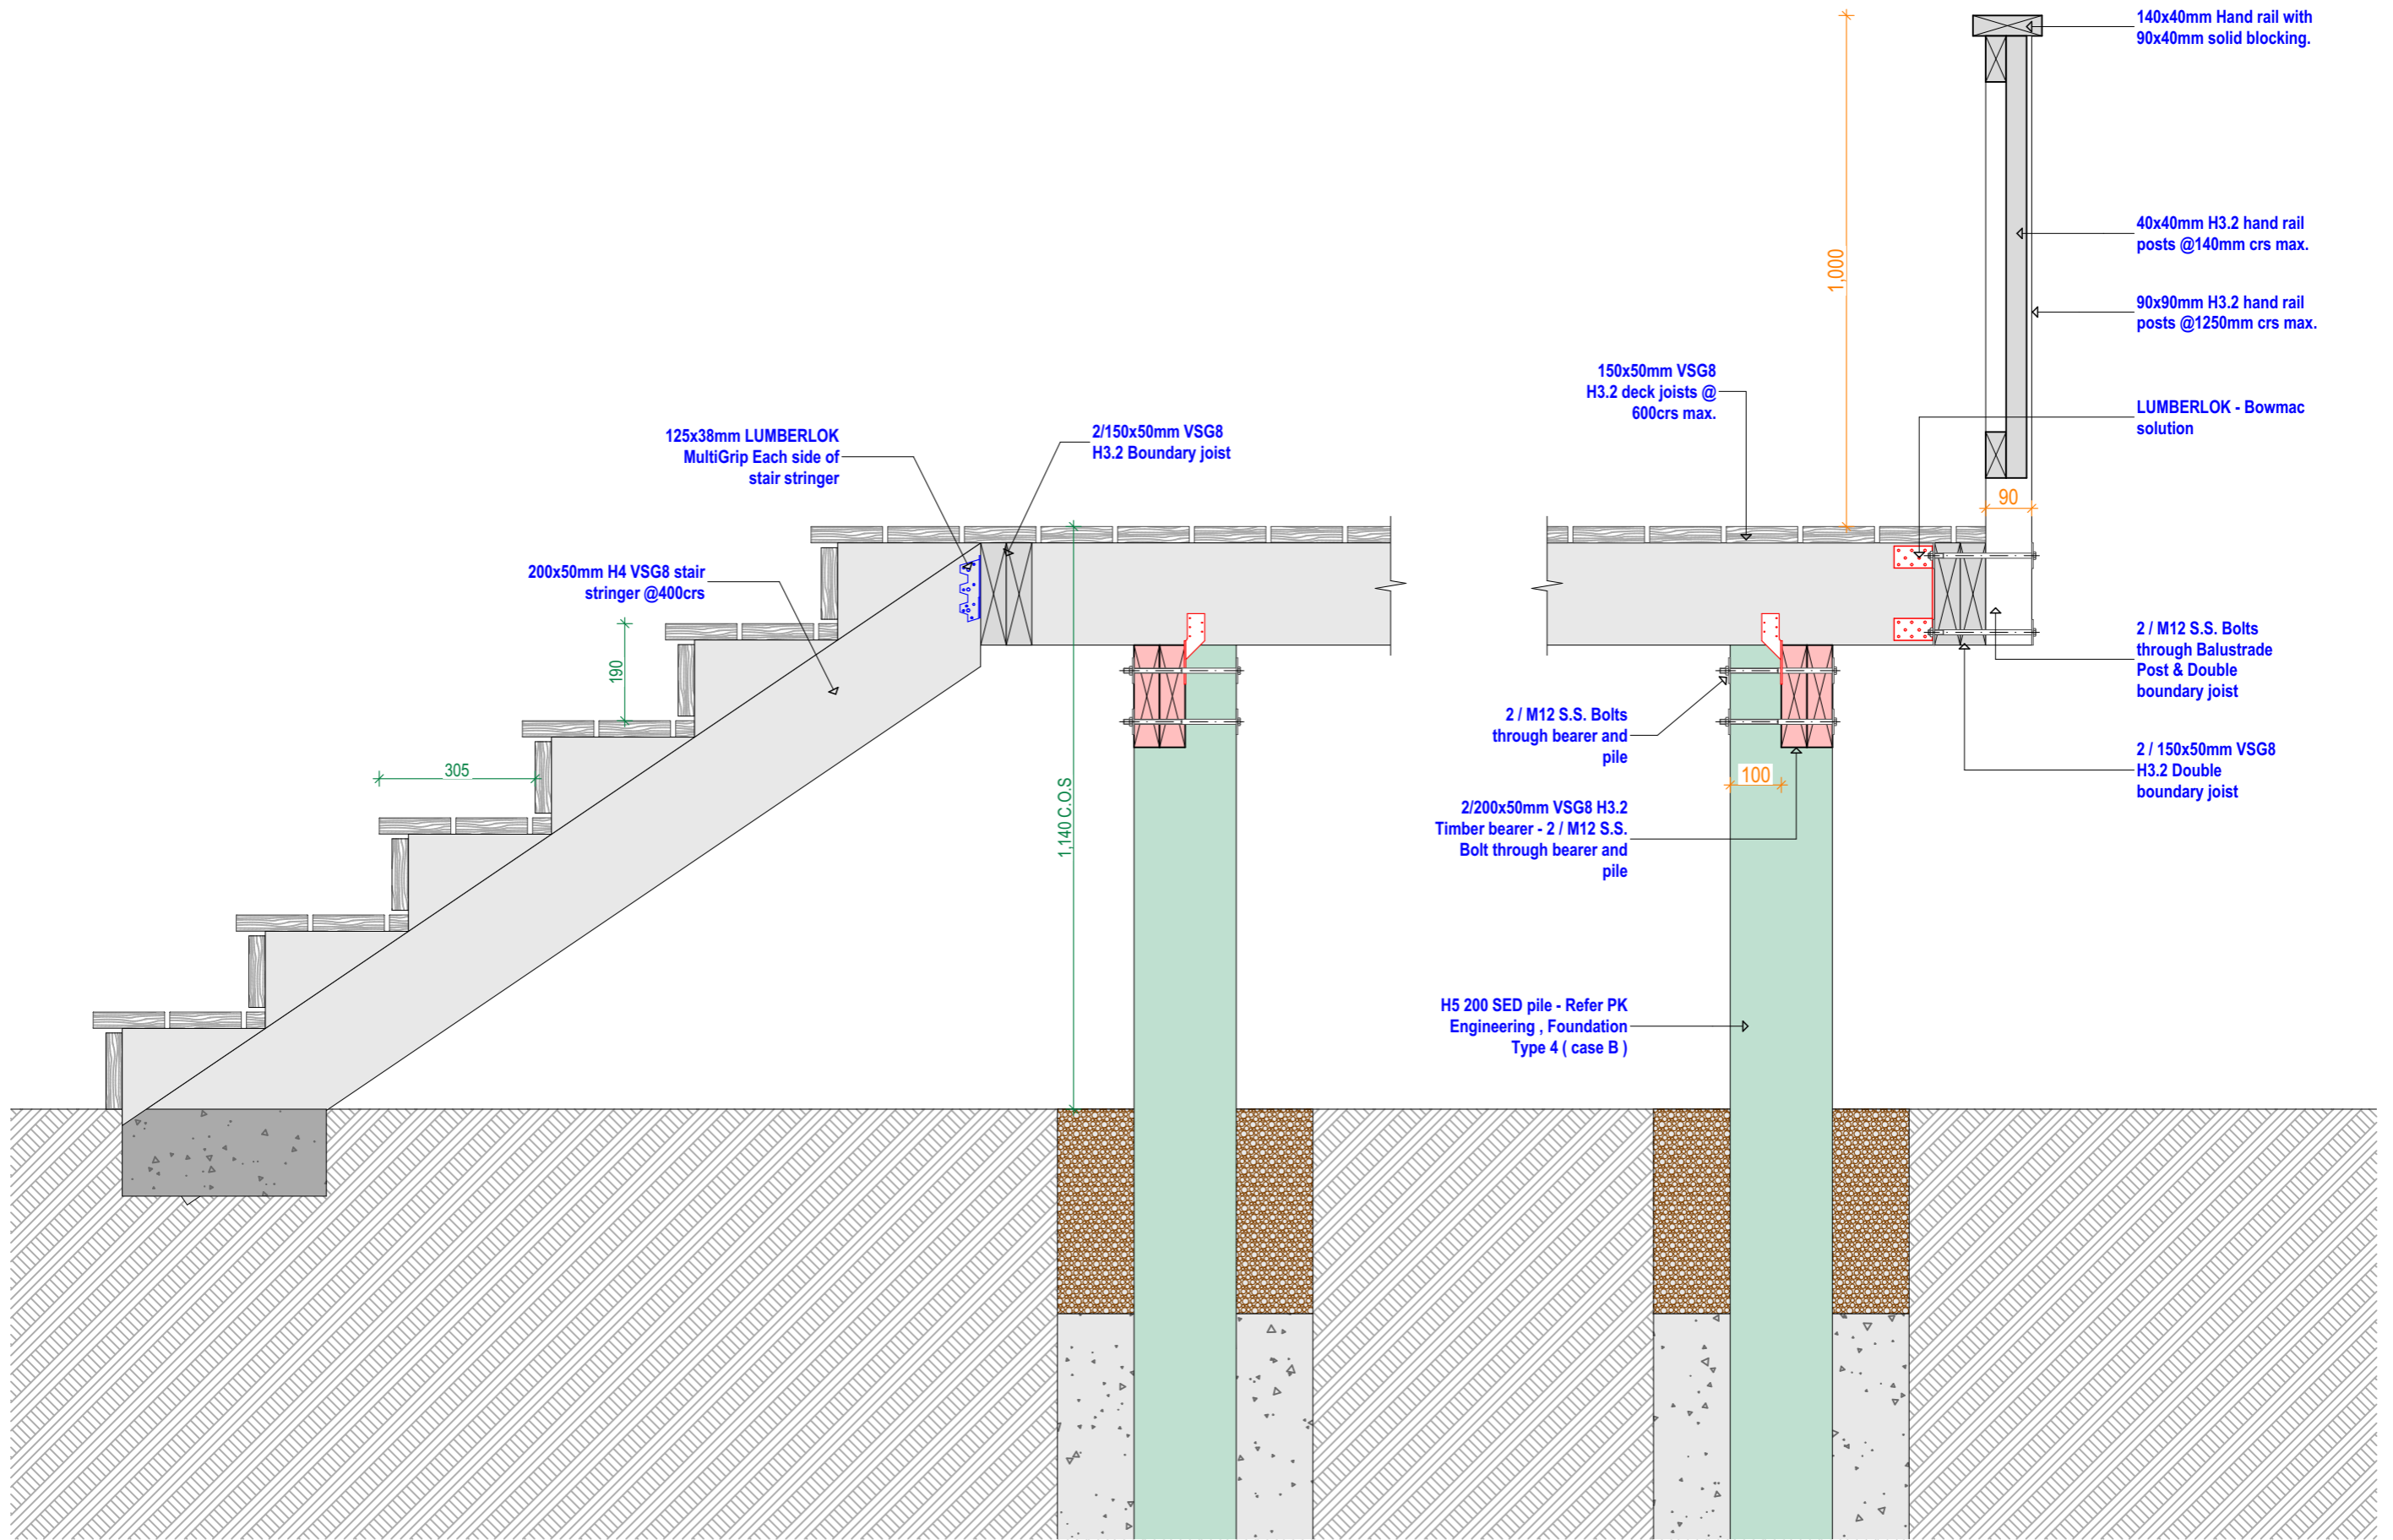 140x40mm Hand rail with
90x40mm solid blocking.
1,000
40x40mm H3.2 hand rail
posts @140mm crs max.
90x90mm H3.2 hand rail
posts @1250mm crs max.
150x50mm VSG8
H3.2 deck joists @
600crs max.
LUMBERLOK - Bowmac
solution
125x38mm LUMBERLOK
MultiGrip Each side of
stair stringer
2/150x50mm VSG8
H3.2 Boundary joist
90
200x50mm H4 VSG8 stair
stringer @400crs
190
2 / M12 S.S. Bolts
through Balustrade
Post & Double
boundary joist
2 / M12 S.S. Bolts
through bearer and
pile
2 / 150x50mm VSG8
H3.2 Double
boundary joist
305
100
1,140 C.O.S
2/200x50mm VSG8 H3.2
Timber bearer - 2 / M12 S.S.
Bolt through bearer and
pile
H5 200 SED pile - Refer PK
Engineering , Foundation
Type 4 ( case B )